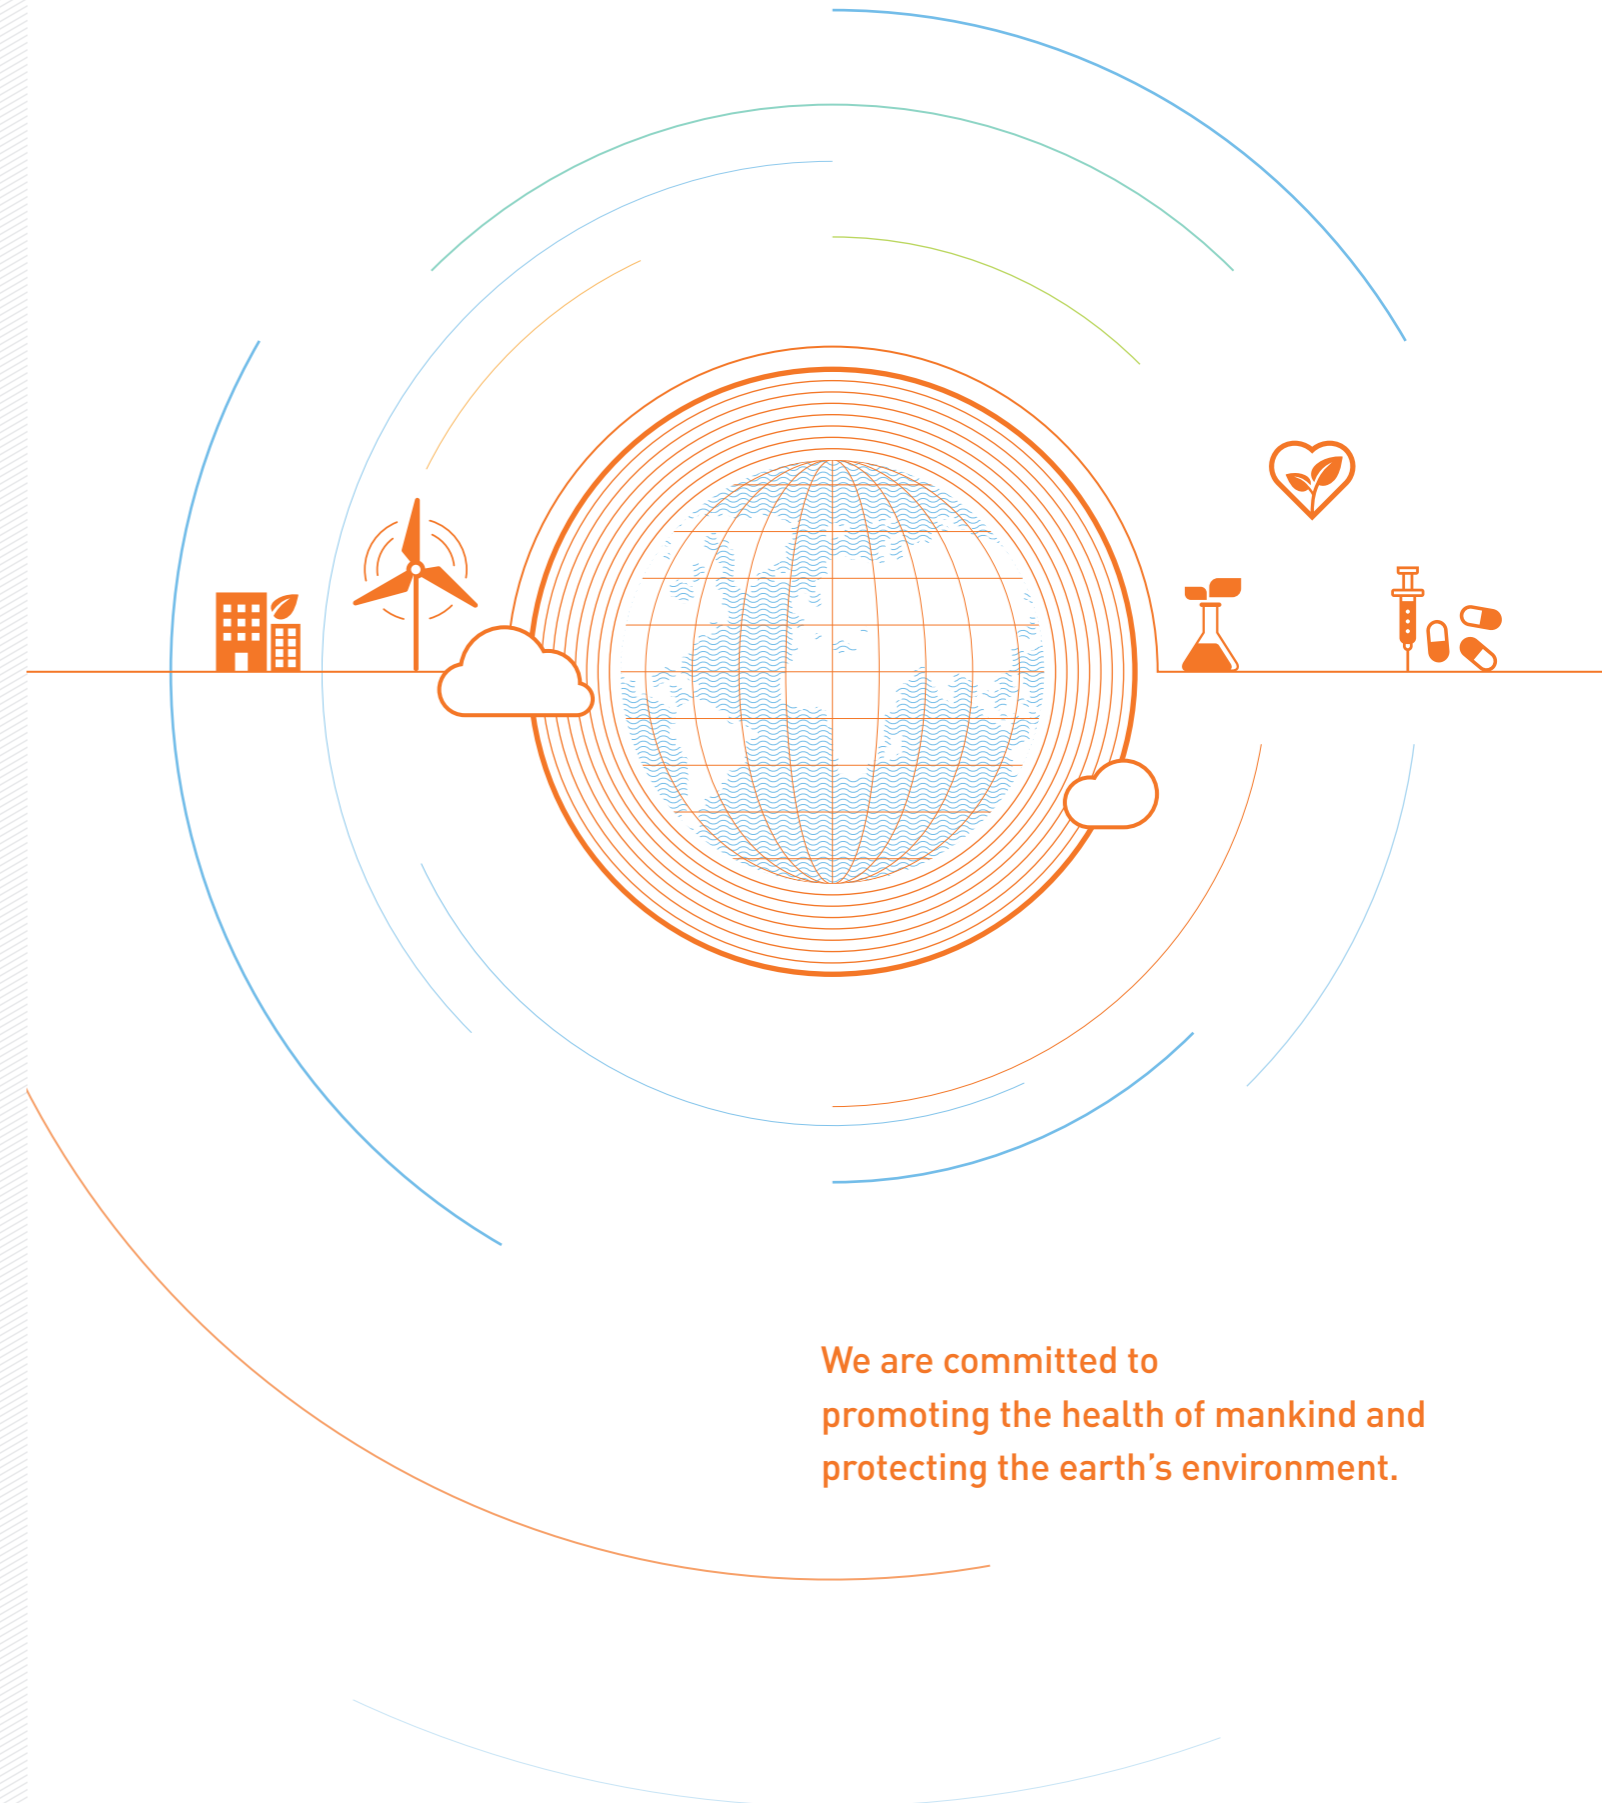 We are committed to
promoting the health of mankind and
protecting the earth’s environment.